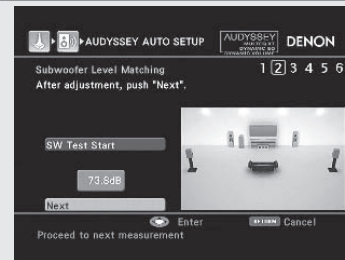 AUDYSSEY AUTO SETUP
AUDYSSEY
MULTEQ XT
DYNAMIC EQ
DYNAMIC VOLUME
DENON
Subwoofer Level Matching
1 2 3 4 5 6
After adjustment, push "Next".
SW Test Start
73.6dB
Next
Enter
RETURN Cancel
Proceed to next measurement